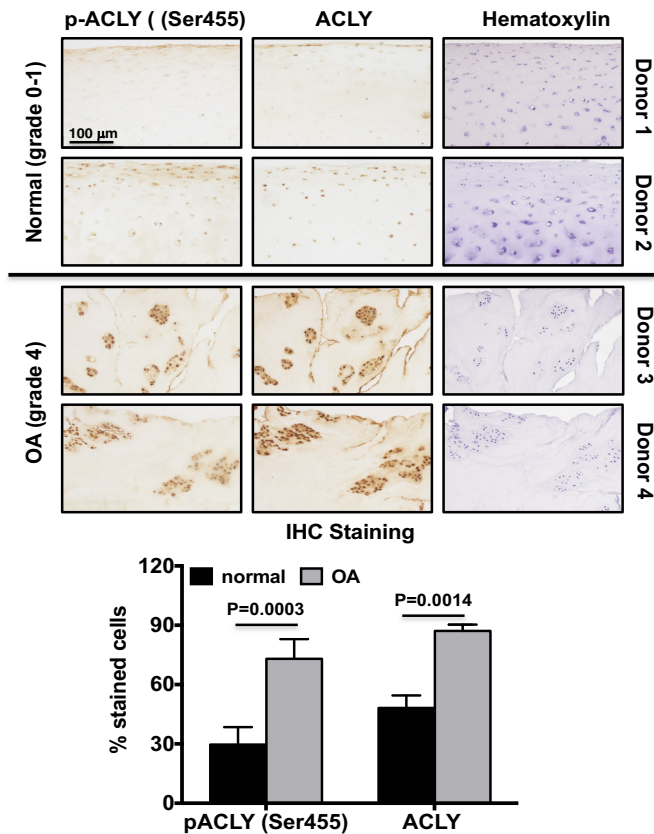 p-ACLY ( (Ser455) ACLY Hematoxylin
Normal (grade 0-1)
100 µm
Donor 1
Donor 2
OA (grade 4)
Donor 3
Donor 4
IHC Staining
% stained cells
120
90
60
30
0
normal OA
P=0.0003
P=0.0014
pACLY (Ser455) ACLY